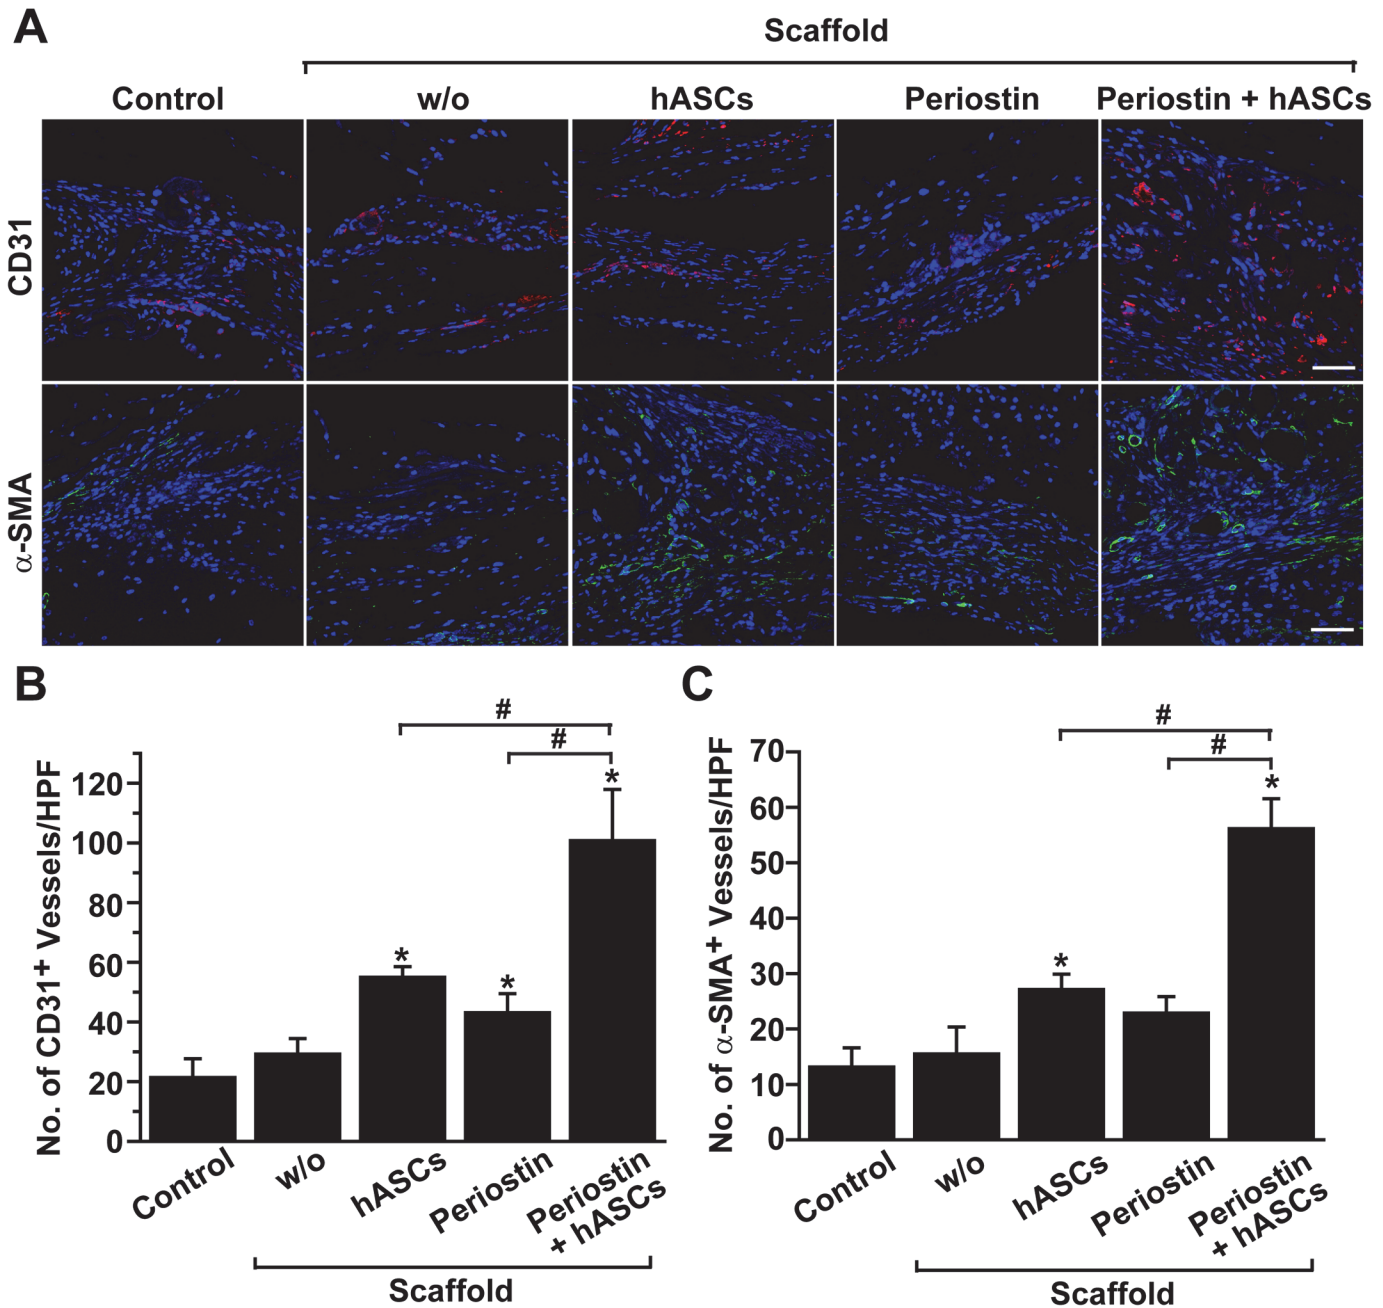 A
Scaffold
Control w/o hASCs Periostin Periostin + hASCs
CD31
α-SMA
B
No. of CD31+ Vessels/HPF
120
100
80
60
40
20
0
#
#
*
*
*
Control
w/o
hASCs
Periostin
Periostin
+ hASCs
Scaffold
C
No. of α-SMA+ Vessels/HPF
70
60
50
40
30
20
10
0
#
#
*
*
Control
w/o
hASCs
Periostin
Periostin
+ hASCs
Scaffold